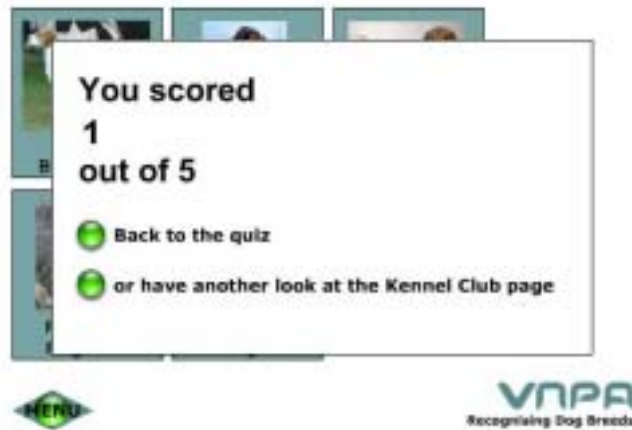 You scored
1
out of 5
Back to the quiz
or have another look at the Kennel Club page
MENU
VNPA
Recognising Dog Breeds